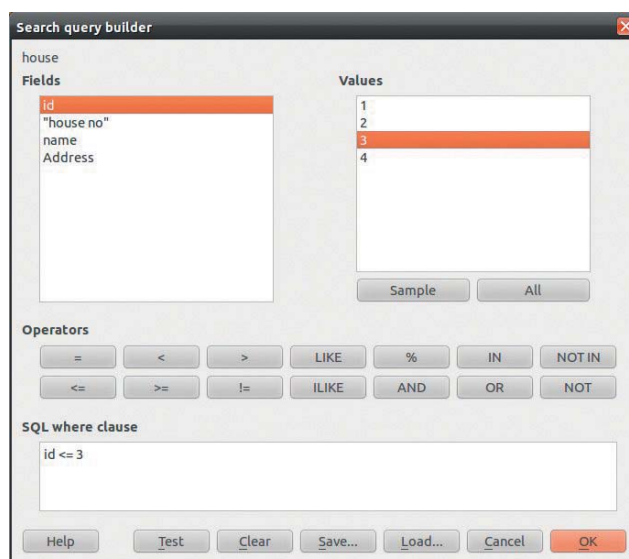 Search query builder
house
Fields
Values
id
"house no"
name
Address
1
2
3
4
Sample All
Operators
= < > LIKE % IN NOT IN
<= >= != ILIKE AND OR NOT
SQL where clause
id <= 3
Help Test Clear Save... Load... Cancel OK